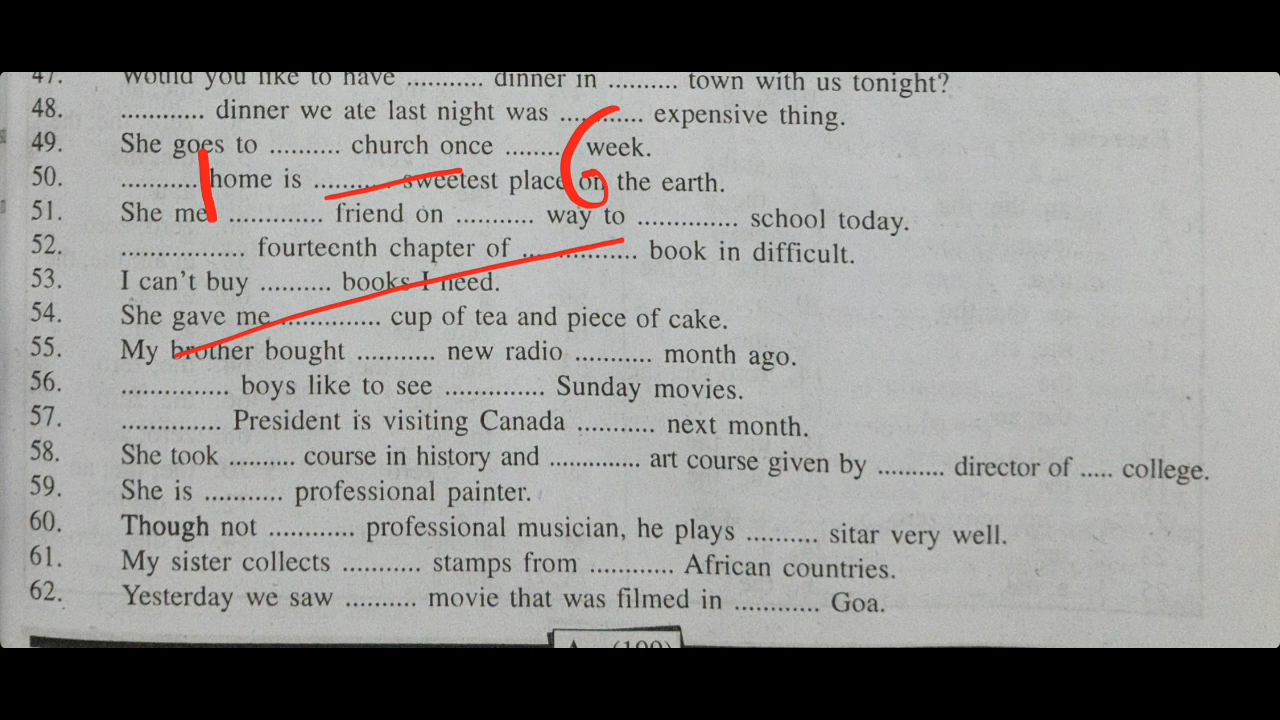 47. Would you like to have ........... dinner in .......... town with us tonight?
48. ............ dinner we ate last night was ............ expensive thing.
49. She goes to .......... church once ........ week.
50. ........... home is ........... sweetest place on the earth.
51. She me ............. friend on ........... way to .............. school today.
52. .................. fourteenth chapter of ................ book in difficult.
53. I can't buy .......... books I need.
54. She gave me .............. cup of tea and piece of cake.
55. My brother bought ........... new radio ........... month ago.
56. ............... boys like to see .............. Sunday movies.
57. .............. President is visiting Canada ........... next month.
58. She took ......... course in history and ............. art course given by .......... director of ..... college.
59. She is ........... professional painter.
60. Though not ............ professional musician, he plays .......... sitar very well.
61. My sister collects ........... stamps from ............ African countries.
62. Yesterday we saw .......... movie that was filmed in ............ Goa.